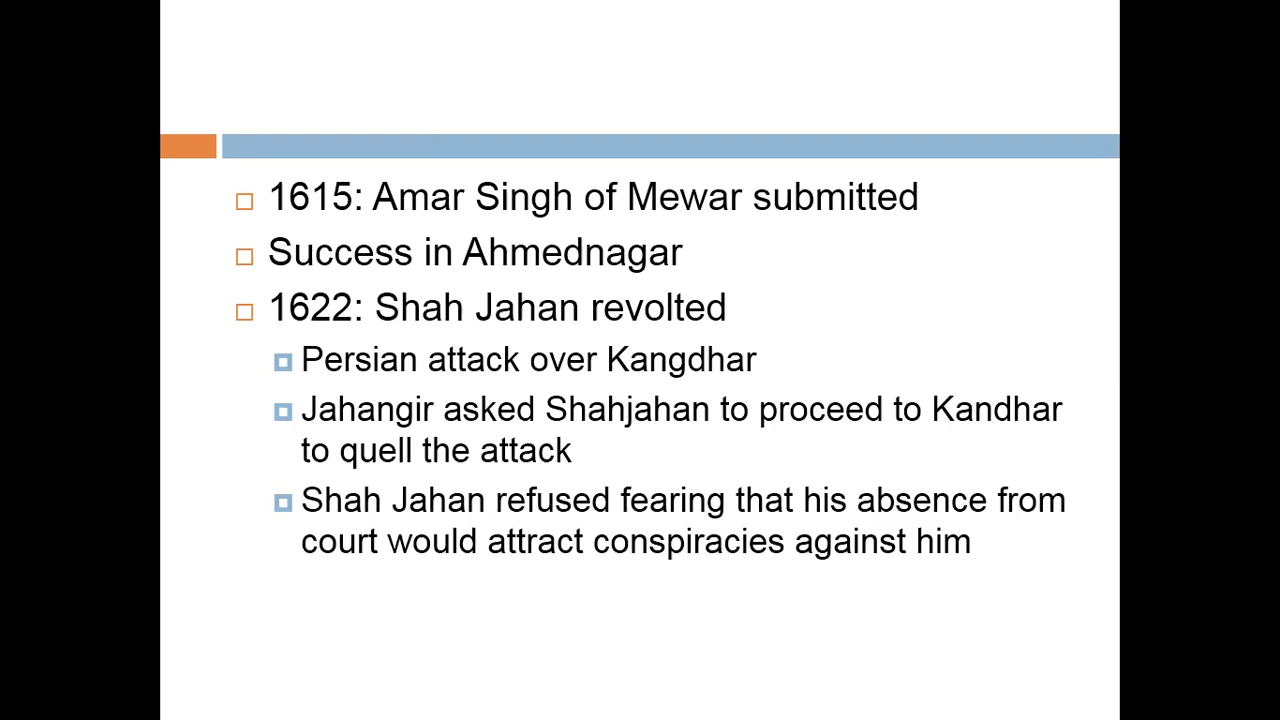 1615: Amar Singh of Mewar submitted
Success in Ahmednagar
1622: Shah Jahan revolted
Persian attack over Kangdhar
Jahangir asked Shahjahan to proceed to Kandhar
to quell the attack
Shah Jahan refused fearing that his absence from
court would attract conspiracies against him